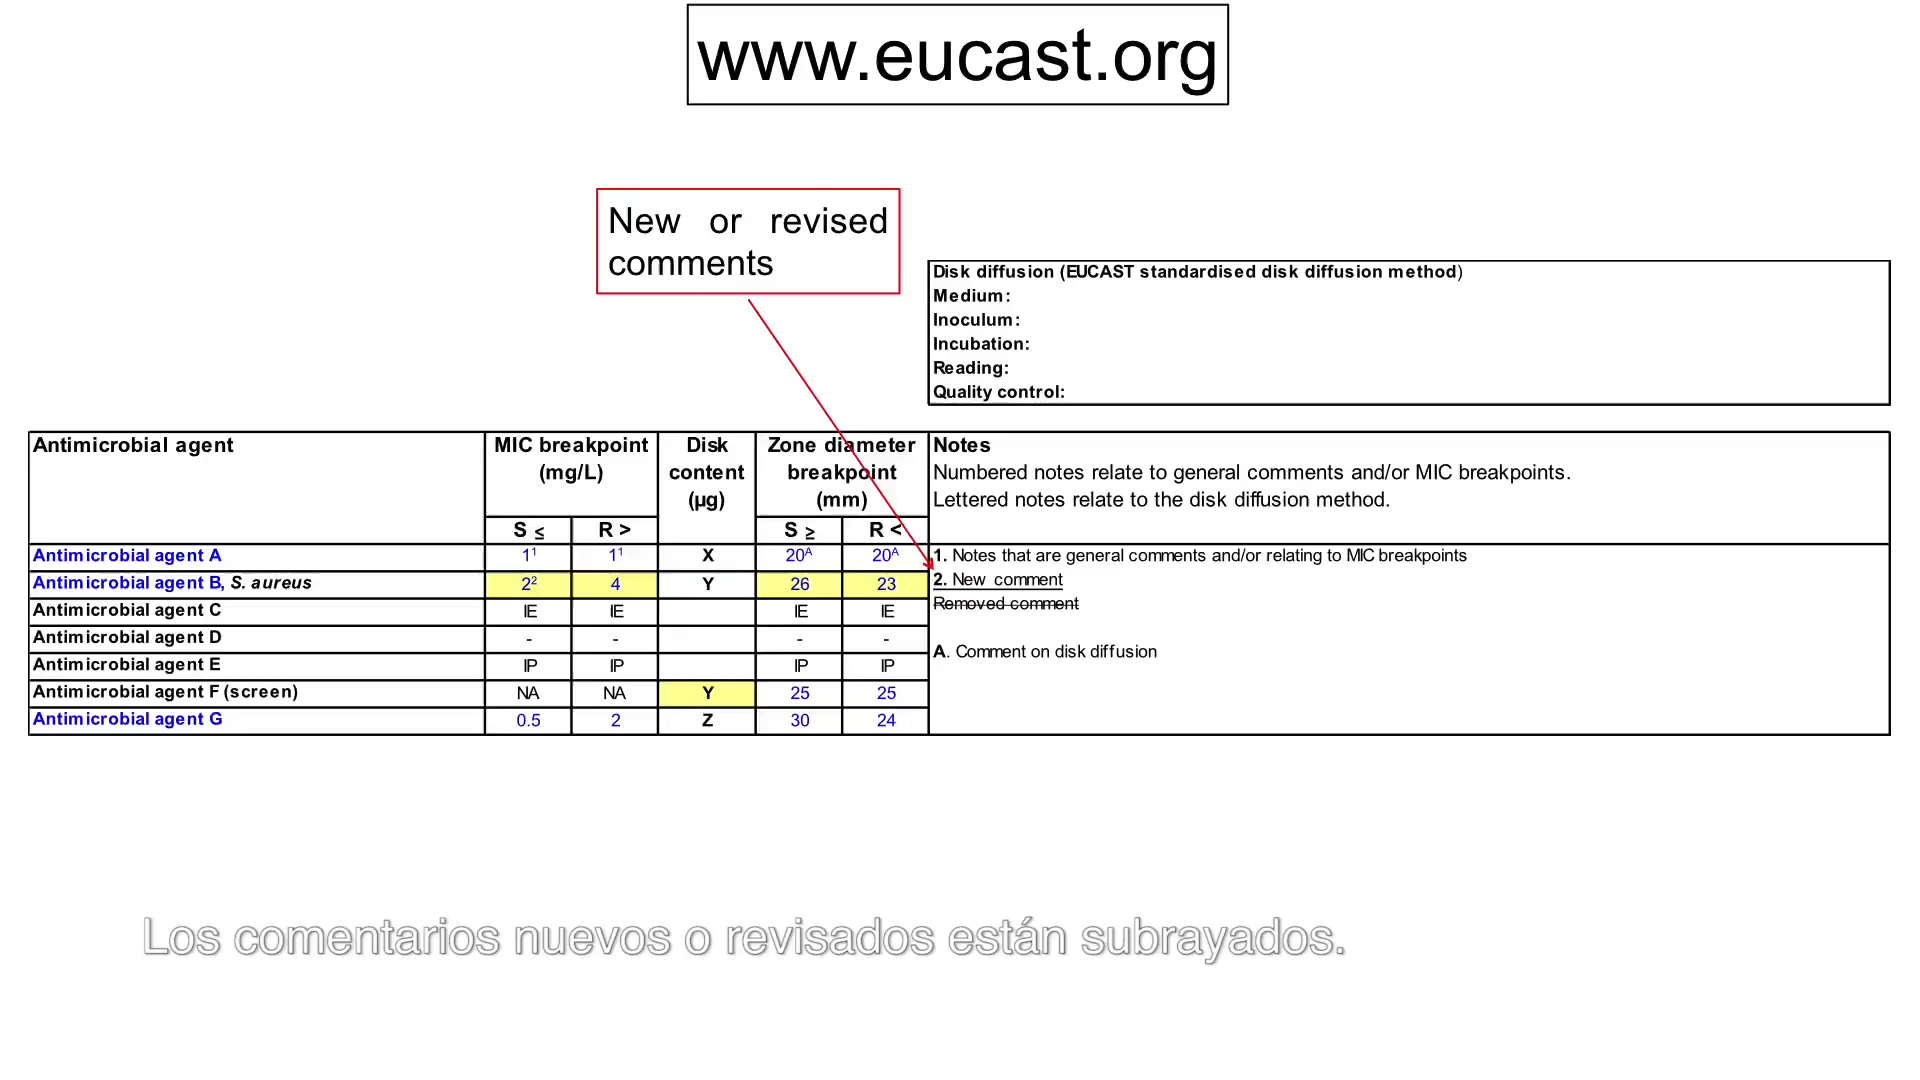 www.eucast.org
New or revised
comments
Disk diffusion (EUCAST standardised disk diffusion method)
Medium:
Inoculum:
Incubation:
Reading:
Quality control:
Antimicrobial agent
MIC breakpoint
(mg/L)
Disk
content
(µg)
Zone diameter
breakpoint
(mm)
Notes
Numbered notes relate to general comments and/or MIC breakpoints.
Lettered notes relate to the disk diffusion method.
S ≤ R > S ≥ R <
Antimicrobial agent A 1¹ 1¹ X 20ᴬ 20ᴬ
Antimicrobial agent B, S. aureus 2² 4 Y 26 23
Antimicrobial agent C IE IE IE IE
Antimicrobial agent D - - - -
Antimicrobial agent E IP IP IP IP
Antimicrobial agent F (screen) NA NA Y 25 25
Antimicrobial agent G 0.5 2 Z 30 24
1. Notes that are general comments and/or relating to MIC breakpoints
2. New comment
Removed comment
A. Comment on disk diffusion
Los comentarios nuevos o revisados están subrayados.